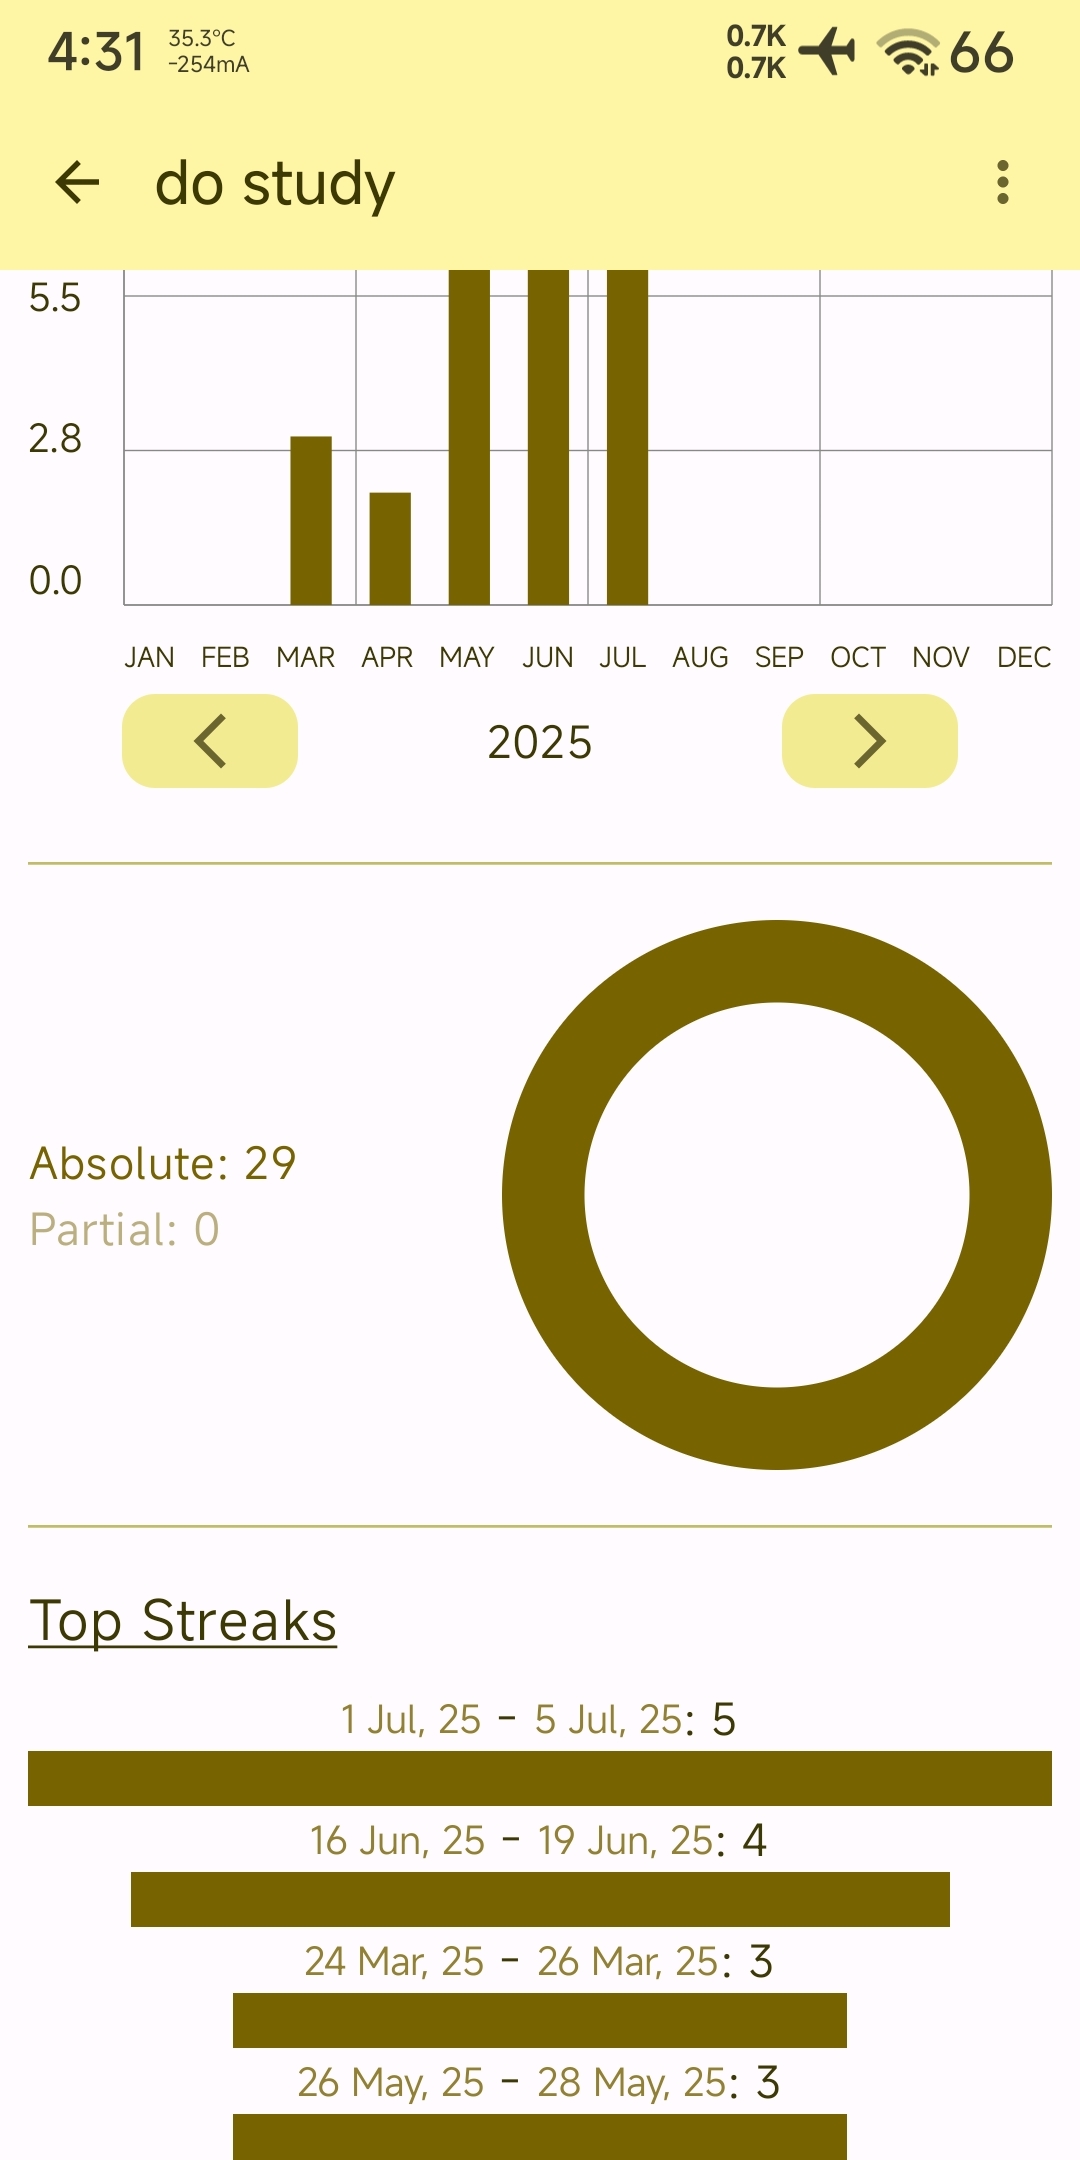 4:31 35.3°C 0.7K 66
-254mA 0.7K
do study
5.5
2.8
0.0
JAN FEB MAR APR MAY JUN JUL AUG SEP OCT NOV DEC
2025
Absolute: 29
Partial: 0
Top Streaks
1 Jul, 25 - 5 Jul, 25: 5
16 Jun, 25 - 19 Jun, 25: 4
24 Mar, 25 - 26 Mar, 25: 3
26 May, 25 - 28 May, 25: 3